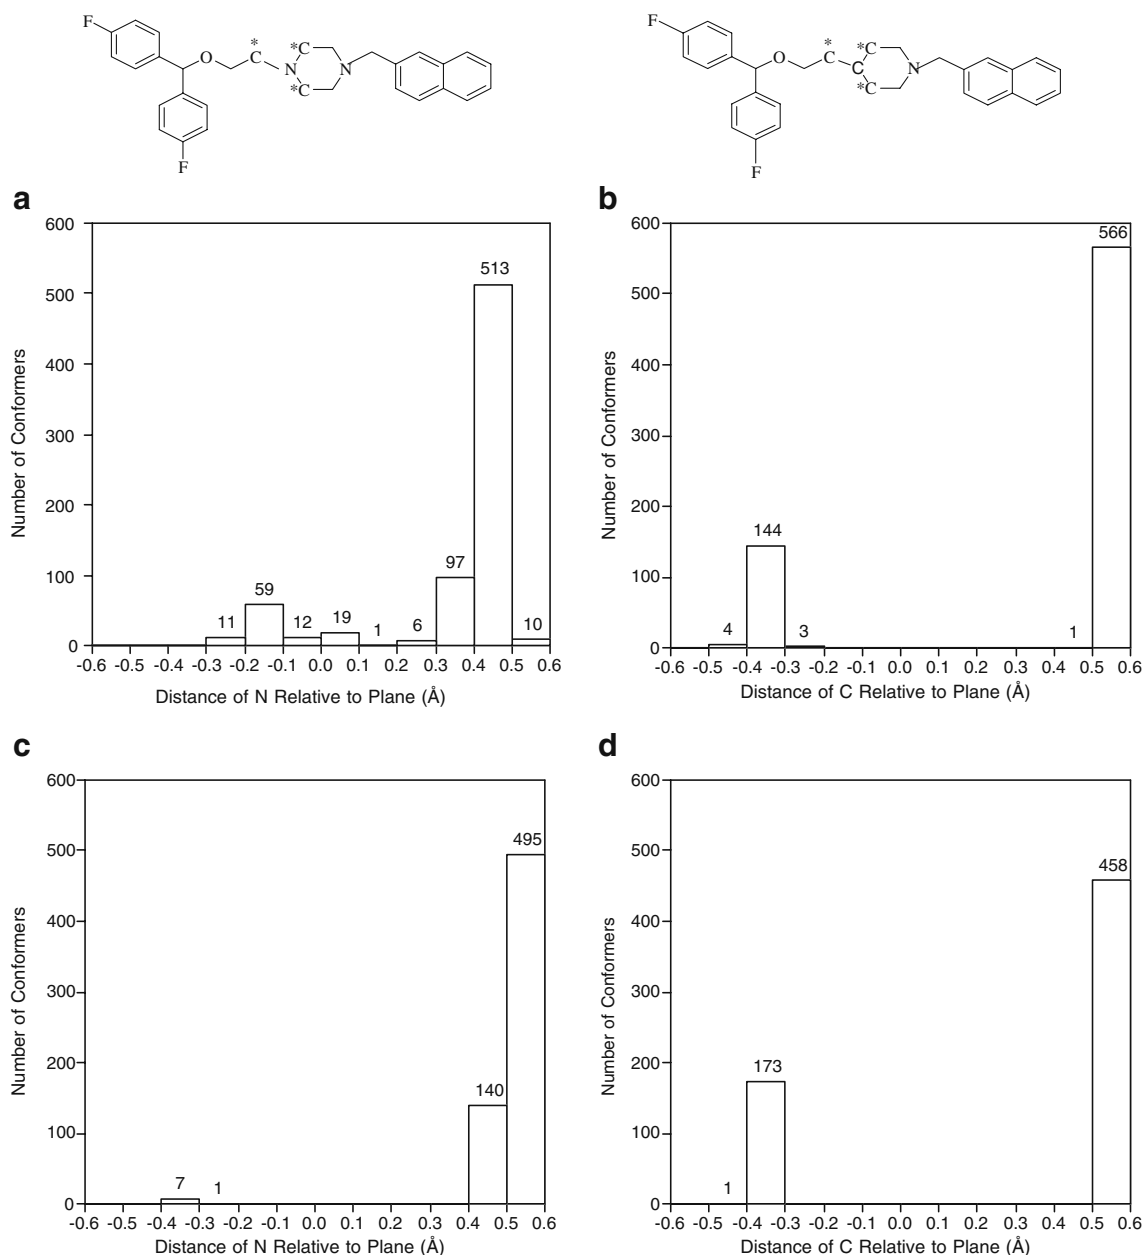 F
O
*
C
N
*C
*C
N
F
F
O
*
C
*C
C
*C
N
F
a
600
500
400
300
200
100
0
Number of Conformers
11
59
12
19
1
6
97
513
10
-0.6 -0.5 -0.4 -0.3 -0.2 -0.1 0.0 0.1 0.2 0.3 0.4 0.5 0.6
Distance of N Relative to Plane (Å)
b
600
500
400
300
200
100
0
Number of Conformers
4
144
3
1
566
-0.6 -0.5 -0.4 -0.3 -0.2 -0.1 0.0 0.1 0.2 0.3 0.4 0.5 0.6
Distance of C Relative to Plane (Å)
c
600
500
400
300
200
100
0
Number of Conformers
7
1
140
495
-0.6 -0.5 -0.4 -0.3 -0.2 -0.1 0.0 0.1 0.2 0.3 0.4 0.5 0.6
Distance of N Relative to Plane (Å)
d
600
500
400
300
200
100
0
Number of Conformers
1
173
458
-0.6 -0.5 -0.4 -0.3 -0.2 -0.1 0.0 0.1 0.2 0.3 0.4 0.5 0.6
Distance of C Relative to Plane (Å)